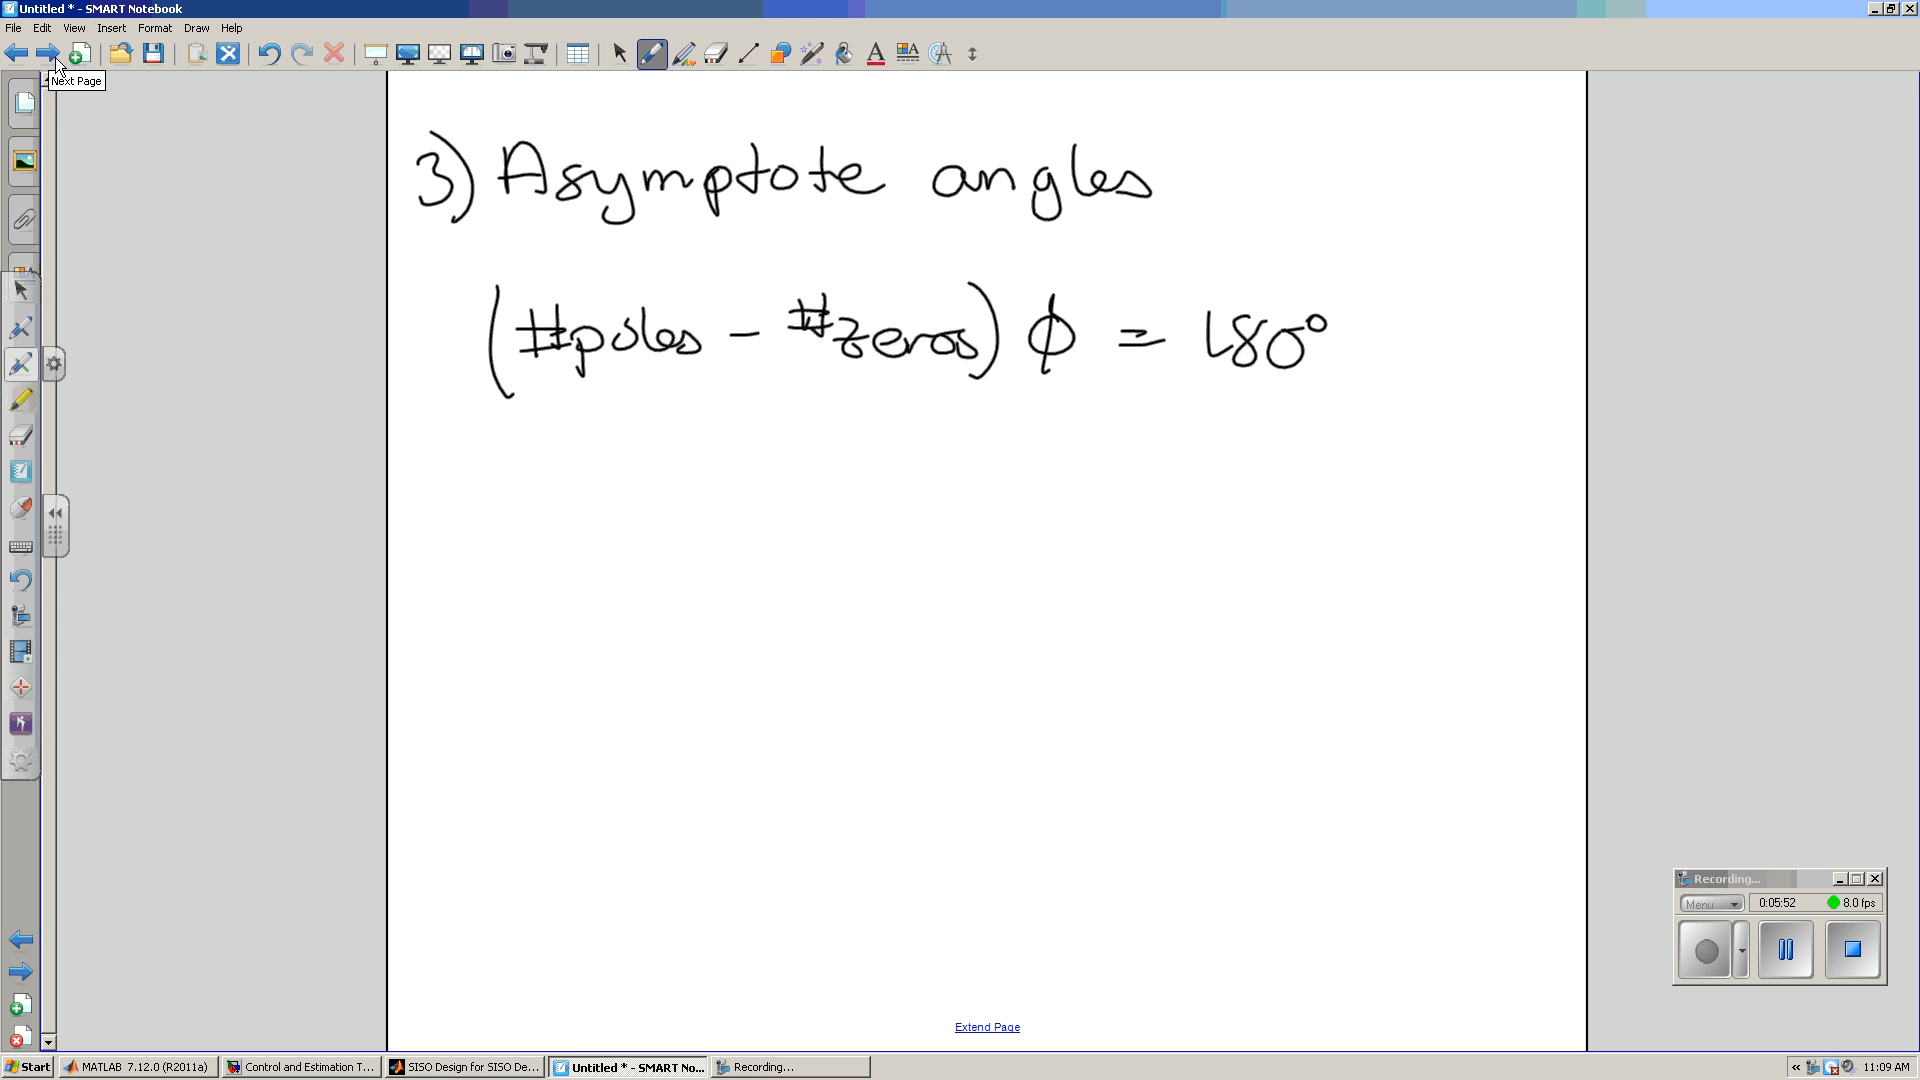 Untitled * - SMART Notebook
File Edit View Insert Format Draw Help
Next Page
3) Asymptote angles
(#poles - #zeros) ϕ = 180°
Extend Page
Recording...
Menu 0:05:52 8.0 fps
Start MATLAB 7.12.0 (R2011a) Control and Estimation T... SISO Design for SISO De... Untitled * - SMART No... Recording... « 11:09 AM